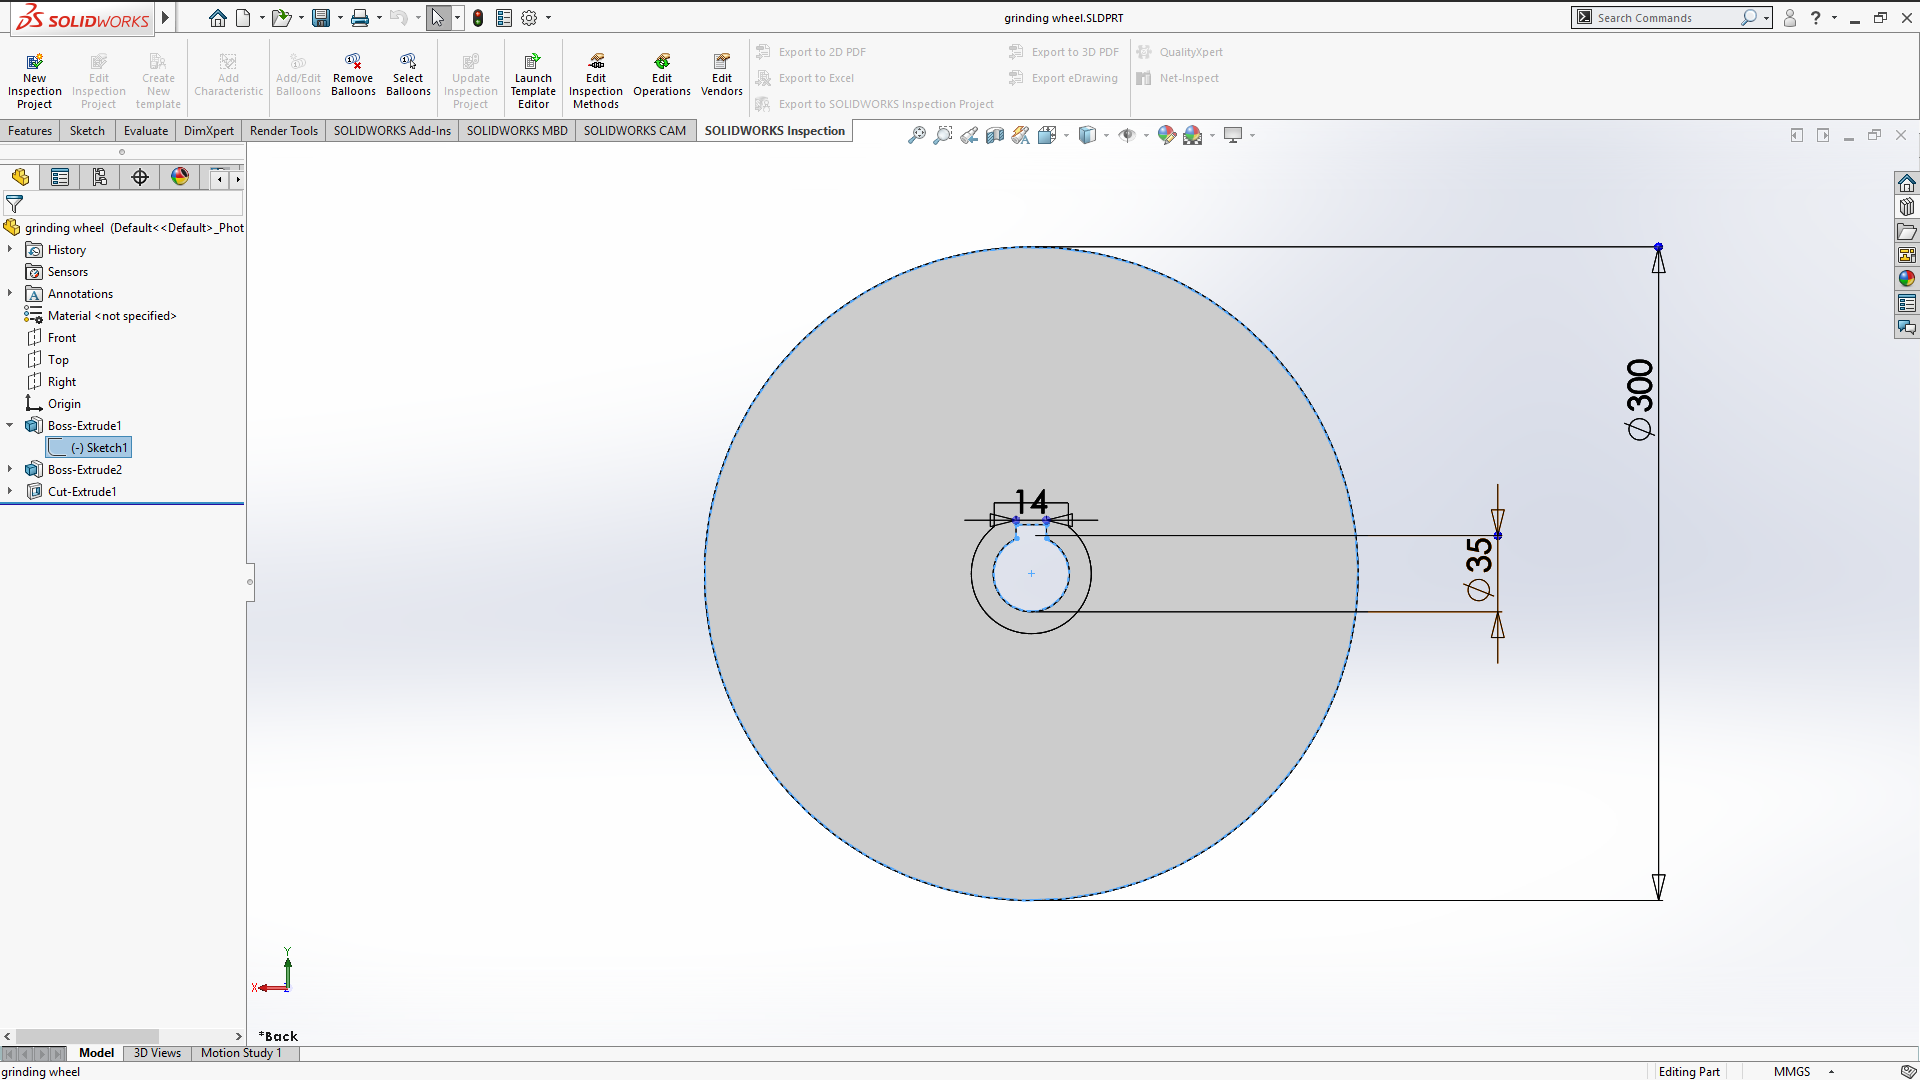 SOLIDWORKS
grinding wheel.SLDPRT
Search Commands
New Inspection Project
Edit Inspection Project
Create New template
Add Characteristic
Add/Edit Balloons
Remove Balloons
Select Balloons
Update Inspection Project
Launch Template Editor
Edit Inspection Methods
Edit Operations
Edit Vendors
Export to 2D PDF
Export to Excel
Export to SOLIDWORKS Inspection Project
Export to 3D PDF
Export eDrawing
QualityXpert
Net-Inspect
Features
Sketch
Evaluate
DimXpert
Render Tools
SOLIDWORKS Add-Ins
SOLIDWORKS MBD
SOLIDWORKS CAM
SOLIDWORKS Inspection
grinding wheel (Default<<Default>_Phot
History
Sensors
Annotations
Material <not specified>
Front
Top
Right
Origin
Boss-Extrude1
(-) Sketch1
Boss-Extrude2
Cut-Extrude1
14
⌀35
⌀300
Y
X
Z
*Back
Model
3D Views
Motion Study 1
grinding wheel
Editing Part
MMGS